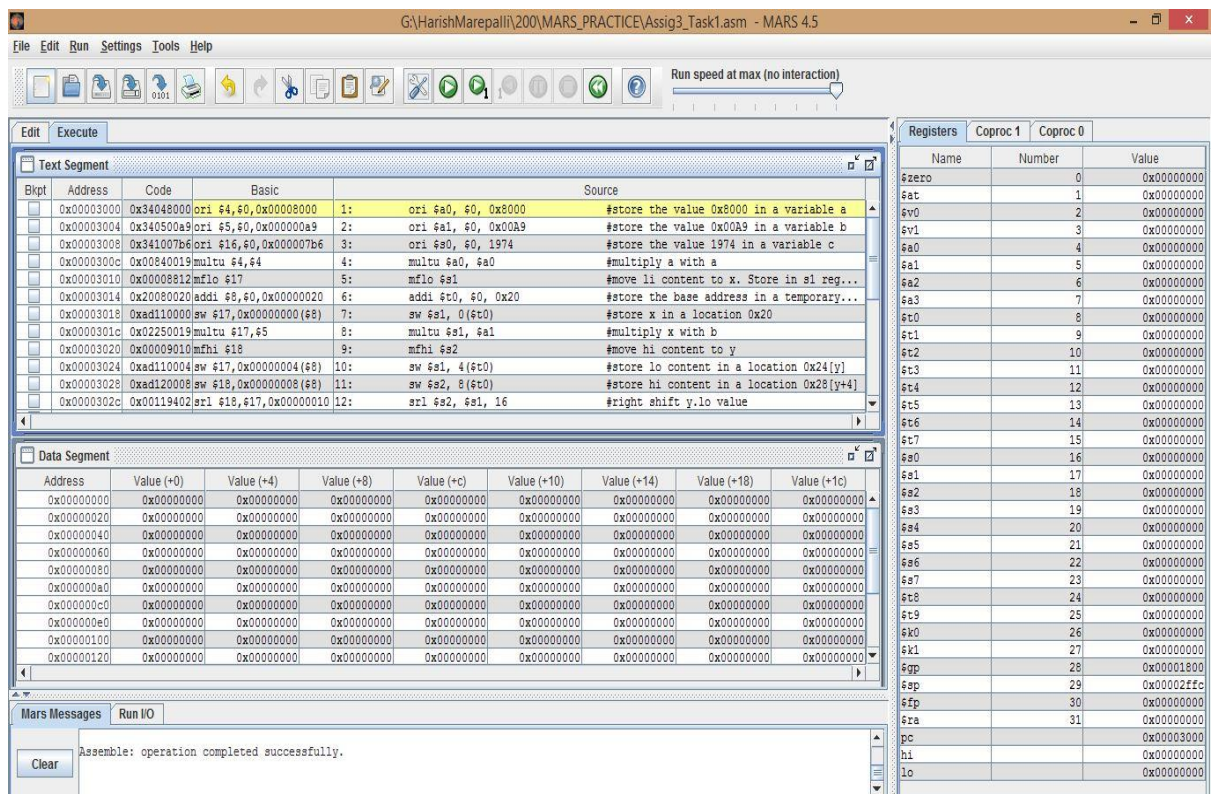 G:\HarishMarepalli\200\MARS_PRACTICE\Assig3_Task1.asm - MARS 4.5
File Edit Run Settings Tools Help
Run speed at max (no interaction)
Edit Execute
Text Segment
Bkpt Address Code Basic Source
0x00003000 0x34048000 ori $4,$0,0x00008000 1: ori $a0, $0, 0x8000 #store the value 0x8000 in a variable a
0x00003004 0x340500a9 ori $5,$0,0x000000a9 2: ori $a1, $0, 0x00A9 #store the value 0x00A9 in a variable b
0x00003008 0x341007b6 ori $16,$0,0x000007b6 3: ori $s0, $0, 1974 #store the value 1974 in a variable c
0x0000300c 0x00840019 multu $4,$4 4: multu $a0, $a0 #multiply a with a
0x00003010 0x00008812 mflo $17 5: mflo $s1 #move li content to x. Store in s1 reg...
0x00003014 0x20080020 addi $8,$0,0x00000020 6: addi $t0, $0, 0x20 #store the base address in a temporary...
0x00003018 0xad110000 sw $17,0x00000000($8) 7: sw $s1, 0($t0) #store x in a location 0x20
0x0000301c 0x02250019 multu $17,$5 8: multu $s1, $a1 #multiply x with b
0x00003020 0x00009010 mfhi $18 9: mfhi $s2 #move hi content to y
0x00003024 0xad110004 sw $17,0x00000004($8) 10: sw $s1, 4($t0) #store lo content in a location 0x24[y]
0x00003028 0xad120008 sw $18,0x00000008($8) 11: sw $s2, 8($t0) #store hi content in a location 0x28[y+4]
0x0000302c 0x00119402 srl $18,$17,0x00000010 12: srl $s2, $s1, 16 #right shift y.lo value
Data Segment
Address Value (+0) Value (+4) Value (+8) Value (+c) Value (+10) Value (+14) Value (+18) Value (+1c)
0x00000000 0x00000000 0x00000000 0x00000000 0x00000000 0x00000000 0x00000000 0x00000000 0x00000000
0x00000020 0x00000000 0x00000000 0x00000000 0x00000000 0x00000000 0x00000000 0x00000000 0x00000000
0x00000040 0x00000000 0x00000000 0x00000000 0x00000000 0x00000000 0x00000000 0x00000000 0x00000000
0x00000060 0x00000000 0x00000000 0x00000000 0x00000000 0x00000000 0x00000000 0x00000000 0x00000000
0x00000080 0x00000000 0x00000000 0x00000000 0x00000000 0x00000000 0x00000000 0x00000000 0x00000000
0x000000a0 0x00000000 0x00000000 0x00000000 0x00000000 0x00000000 0x00000000 0x00000000 0x00000000
0x000000c0 0x00000000 0x00000000 0x00000000 0x00000000 0x00000000 0x00000000 0x00000000 0x00000000
0x000000e0 0x00000000 0x00000000 0x00000000 0x00000000 0x00000000 0x00000000 0x00000000 0x00000000
0x00000100 0x00000000 0x00000000 0x00000000 0x00000000 0x00000000 0x00000000 0x00000000 0x00000000
0x00000120 0x00000000 0x00000000 0x00000000 0x00000000 0x00000000 0x00000000 0x00000000 0x00000000
Mars Messages Run I/O
Assemble: operation completed successfully.
Clear
Registers Coproc 1 Coproc 0
Name Number Value
$zero 0 0x00000000
$at 1 0x00000000
$v0 2 0x00000000
$v1 3 0x00000000
$a0 4 0x00000000
$a1 5 0x00000000
$a2 6 0x00000000
$a3 7 0x00000000
$t0 8 0x00000000
$t1 9 0x00000000
$t2 10 0x00000000
$t3 11 0x00000000
$t4 12 0x00000000
$t5 13 0x00000000
$t6 14 0x00000000
$t7 15 0x00000000
$s0 16 0x00000000
$s1 17 0x00000000
$s2 18 0x00000000
$s3 19 0x00000000
$s4 20 0x00000000
$s5 21 0x00000000
$s6 22 0x00000000
$s7 23 0x00000000
$t8 24 0x00000000
$t9 25 0x00000000
$k0 26 0x00000000
$k1 27 0x00000000
$gp 28 0x00001800
$sp 29 0x00002ffc
$fp 30 0x00000000
$ra 31 0x00000000
pc 0x00003000
hi 0x00000000
lo 0x00000000